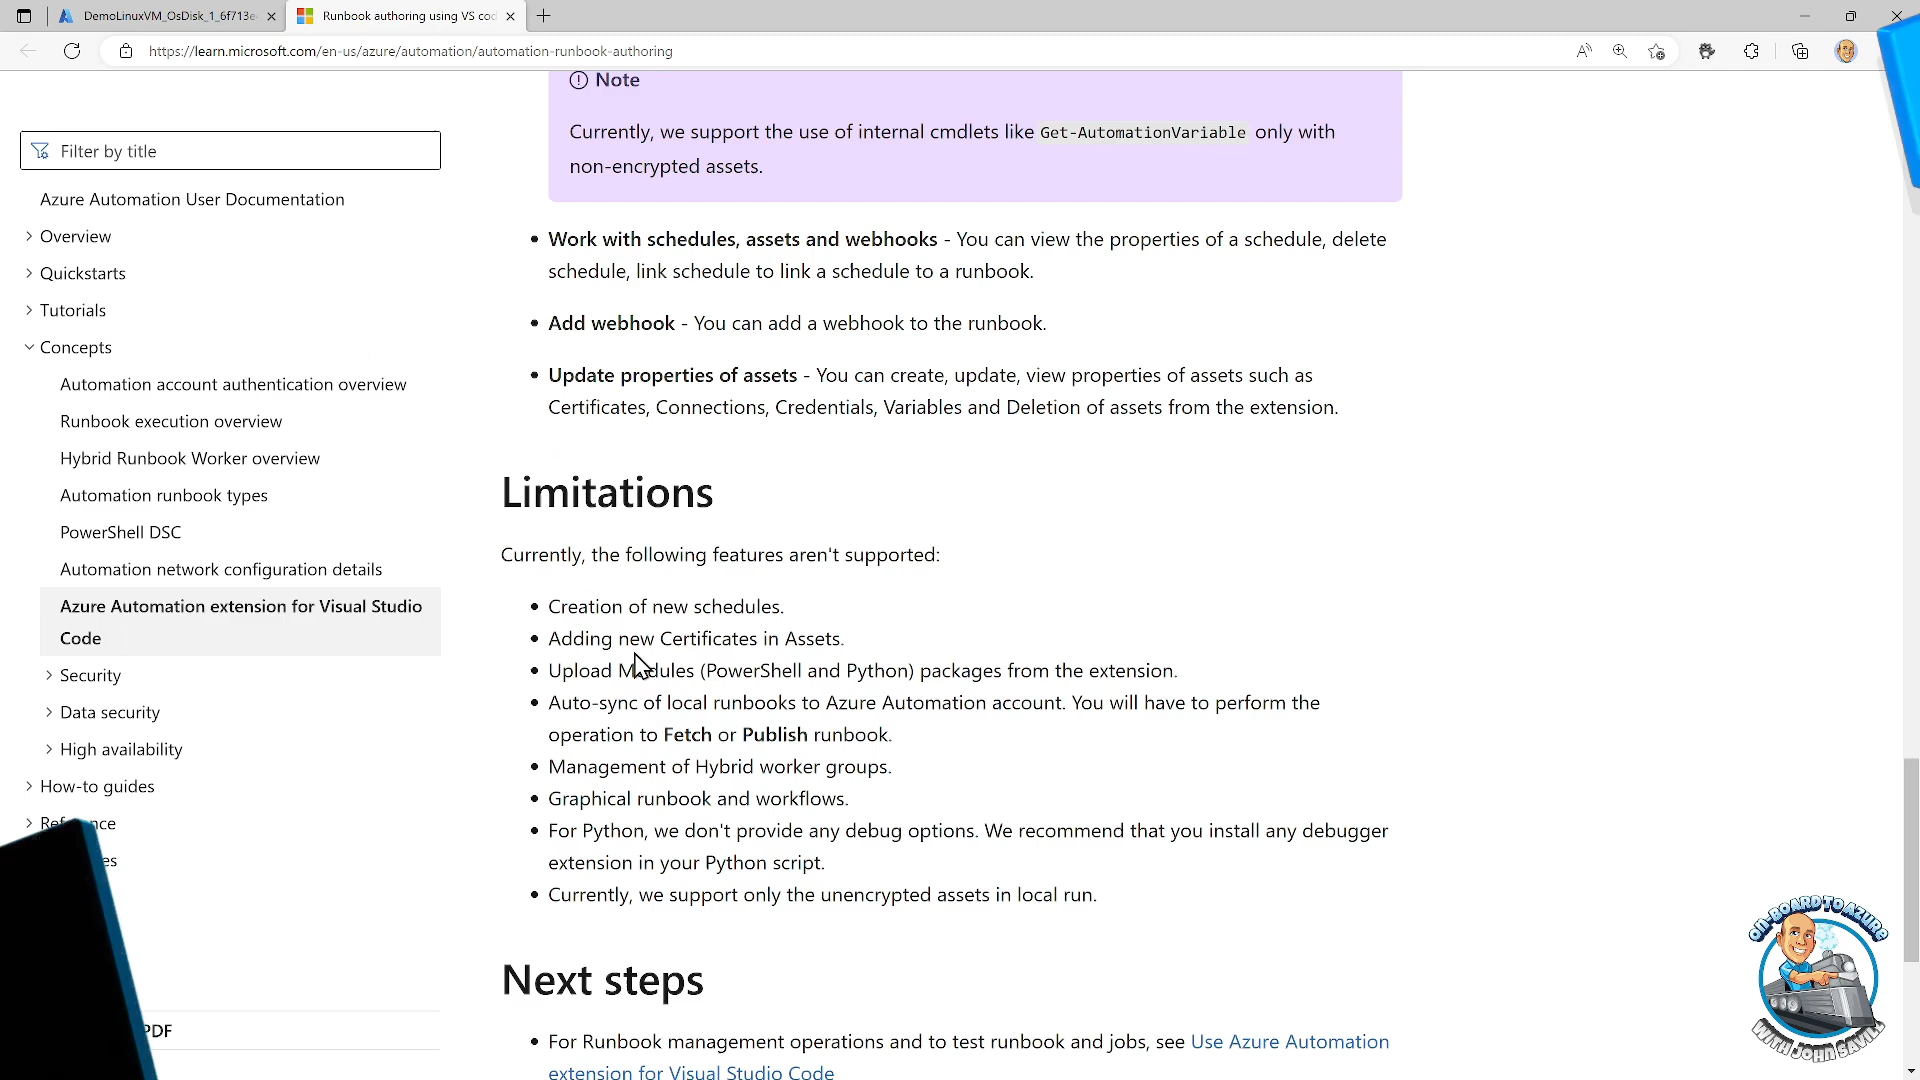 DemoLinuxVM_OsDisk_1_6f713e
Runbook authoring using VS cod
https://learn.microsoft.com/en-us/azure/automation/automation-runbook-authoring
Filter by title
Azure Automation User Documentation
Overview
Quickstarts
Tutorials
Concepts
Automation account authentication overview
Runbook execution overview
Hybrid Runbook Worker overview
Automation runbook types
PowerShell DSC
Automation network configuration details
Azure Automation extension for Visual Studio
Code
Security
Data security
High availability
How-to guides
PDF
Note
Currently, we support the use of internal cmdlets like Get-AutomationVariable only with
non-encrypted assets.
• Work with schedules, assets and webhooks - You can view the properties of a schedule, delete
schedule, link schedule to link a schedule to a runbook.
• Add webhook - You can add a webhook to the runbook.
• Update properties of assets - You can create, update, view properties of assets such as
Certificates, Connections, Credentials, Variables and Deletion of assets from the extension.
Limitations
Currently, the following features aren't supported:
• Creation of new schedules.
• Adding new Certificates in Assets.
• Upload Modules (PowerShell and Python) packages from the extension.
• Auto-sync of local runbooks to Azure Automation account. You will have to perform the
operation to Fetch or Publish runbook.
• Management of Hybrid worker groups.
• Graphical runbook and workflows.
• For Python, we don't provide any debug options. We recommend that you install any debugger
extension in your Python script.
• Currently, we support only the unencrypted assets in local run.
Next steps
• For Runbook management operations and to test runbook and jobs, see Use Azure Automation
extension for Visual Studio Code
ON-BOARD TO AZURE
WITH JOHN SAVILL